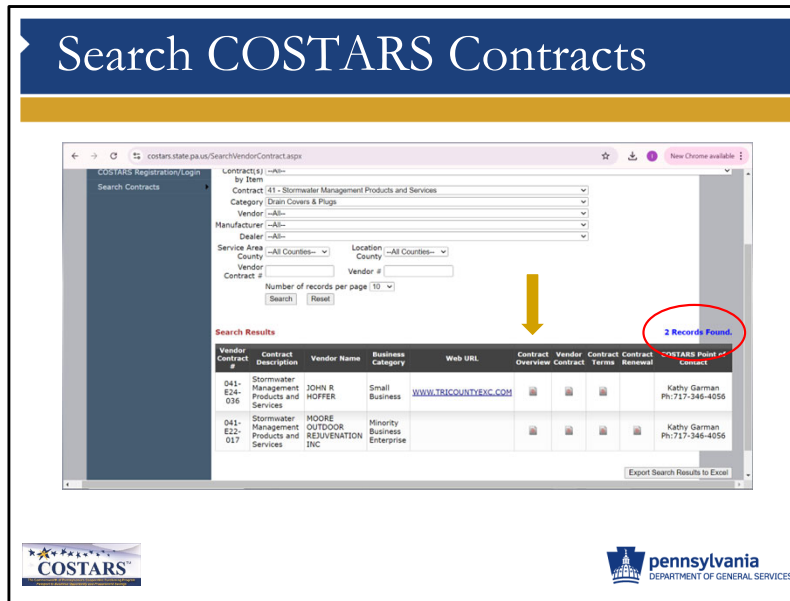 Search COSTARS Contracts
costars.state.pa.us/SearchVendorContract.aspx
New Chrome available
COSTARS Registration/Login
Search Contracts
Contract(s) by Item --All--
Contract 41 - Stormwater Management Products and Services
Category Drain Covers & Plugs
Vendor --All--
Manufacturer --All--
Dealer --All--
Service Area County --All Counties-- Location County --All Counties--
Vendor Contract # Vendor #
Number of records per page 10
Search Reset
Search Results 2 Records Found.
Vendor Contract # Contract Description Vendor Name Business Category Web URL Contract Overview Vendor Contract Contract Terms Contract Renewal COSTARS Point of Contact
041-E24-036 Stormwater Management Products and Services JOHN R HOFFER Small Business WWW.TRICOUNTYEXC.COM Kathy Garman Ph:717-346-4056
041-E22-017 Stormwater Management Products and Services MOORE OUTDOOR REJUVENATION INC Minority Business Enterprise Kathy Garman Ph:717-346-4056
Export Search Results to Excel
COSTARS
pennsylvania
DEPARTMENT OF GENERAL SERVICES